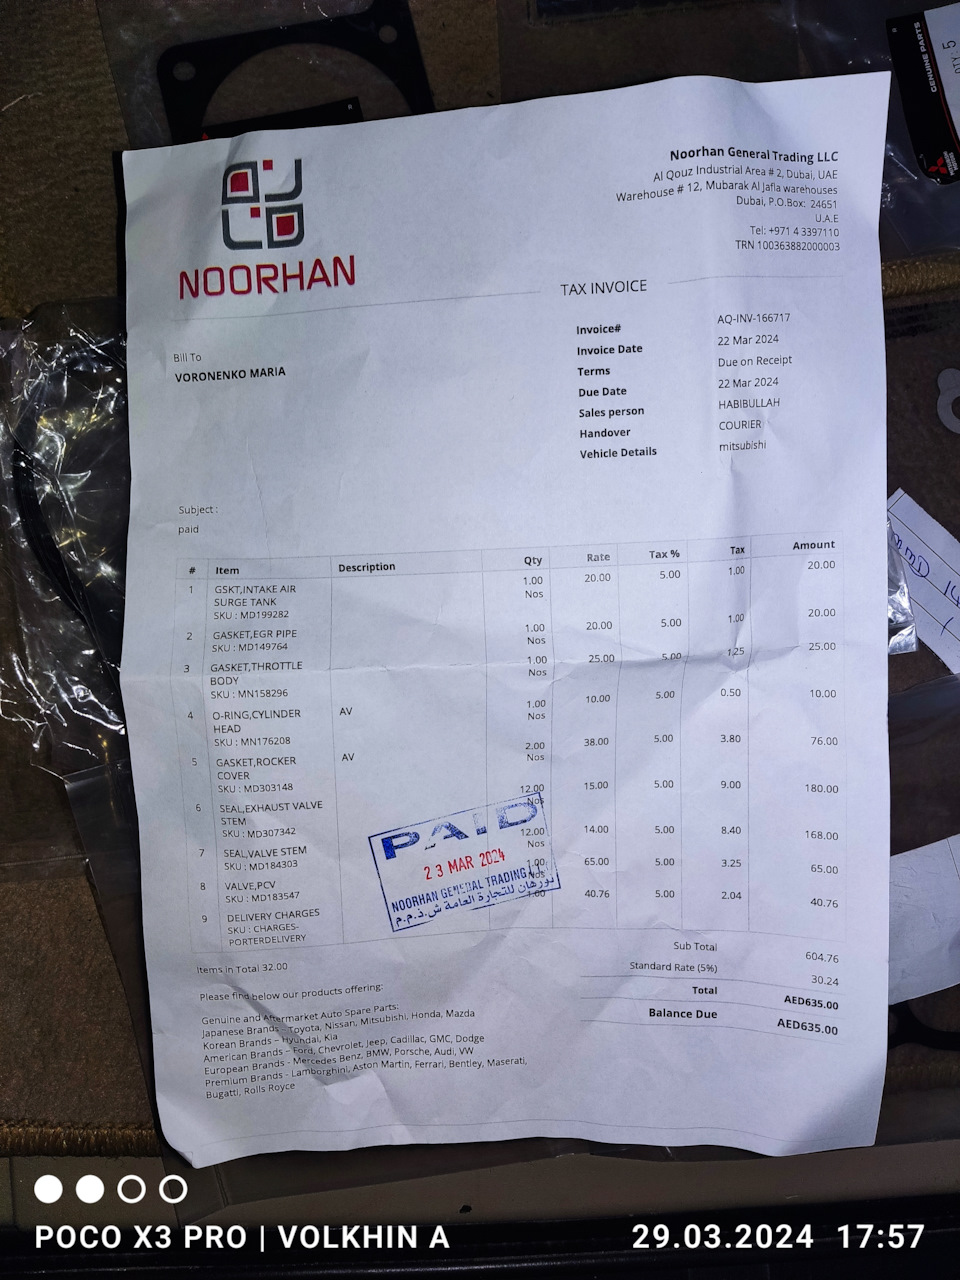 NOORHAN
Noorhan General Trading LLC
Al Qouz Industrial Area # 2, Dubai, UAE
Warehouse # 12, Mubarak Al Jafla warehouses
Dubai, P.O.Box: 24651
U.A.E
Tel: +971 4 3397110
TRN 100363882000003
TAX INVOICE
Bill To
VORONENKO MARIA
Invoice# AQ-INV-166717
Invoice Date 22 Mar 2024
Terms Due on Receipt
Due Date 22 Mar 2024
Sales person HABIBULLAH
Handover COURIER
Vehicle Details mitsubishi
Subject :
paid
# Item Description Qty Rate Tax % Tax Amount
1 GSKT,INTAKE AIR 1.00 20.00 5.00 1.00 20.00
SURGE TANK Nos
SKU : MD199282
2 GASKET,EGR PIPE 1.00 20.00 5.00 1.00 20.00
SKU : MD149764 Nos
3 GASKET,THROTTLE 1.00 25.00 5.00 1.25 25.00
BODY Nos
SKU : MN158296
4 O-RING,CYLINDER AV 1.00 10.00 5.00 0.50 10.00
HEAD Nos
SKU : MN176208
5 GASKET,ROCKER AV 2.00 38.00 5.00 3.80 76.00
COVER Nos
SKU : MD303148
6 SEAL,EXHAUST VALVE 12.00 15.00 5.00 9.00 180.00
STEM Nos
SKU : MD307342
7 SEAL,VALVE STEM 12.00 14.00 5.00 8.40 168.00
SKU : MD184303 Nos
8 VALVE,PCV 1.00 65.00 5.00 3.25 65.00
SKU : MD183547 Nos
9 DELIVERY CHARGES 1.00 40.76 5.00 2.04 40.76
SKU : CHARGES-
PORTERDELIVERY
PAID
23 MAR 2024
NOORHAN GENERAL TRADING
نورهان للتجارة العامة ش.ذ.م.م
Sub Total 604.76
Standard Rate (5%) 30.24
Total AED635.00
Balance Due AED635.00
Items in Total 32.00
Please find below our products offering:
Genuine and Aftermarket Auto Spare Parts:
Japanese Brands – Toyota, Nissan, Mitsubishi, Honda, Mazda
Korean Brands – Hyundai, Kia
American Brands – Ford, Chevrolet, Jeep, Cadillac, GMC, Dodge
European Brands - Mercedes Benz, BMW, Porsche, Audi, VW
Premium Brands - Lamborghini, Aston Martin, Ferrari, Bentley, Maserati,
Bugatti, Rolls Royce
GENUINE PARTS
QTY: 5
POCO X3 PRO | VOLKHIN A
29.03.2024 17:57